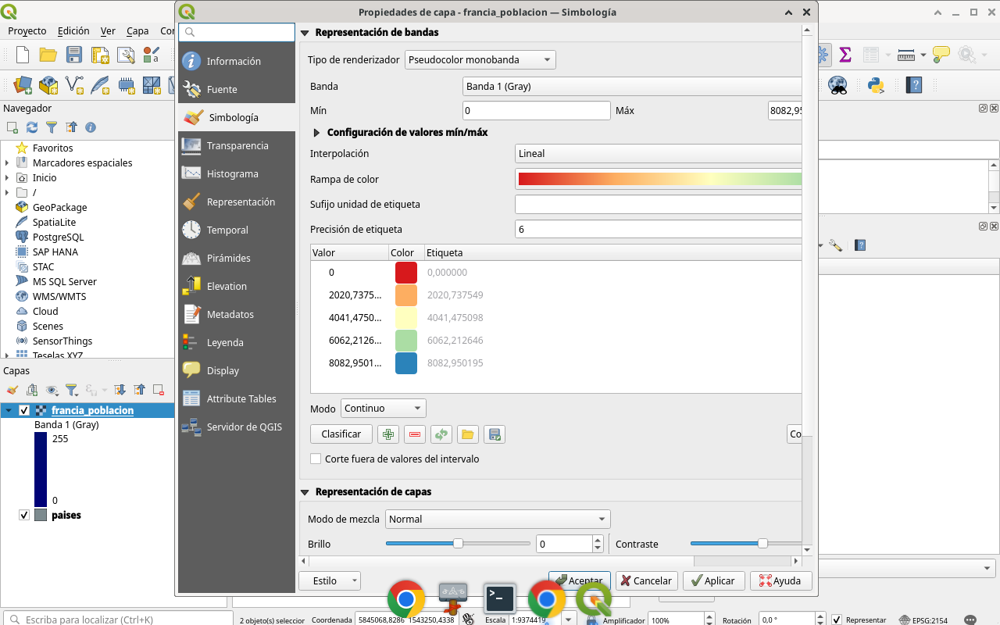 Propiedades de capa - francia_poblacion — Simbología
Proyecto Edición Ver Capa
Navegador
Favoritos
Marcadores espaciales
Inicio
/
GeoPackage
SpatiaLite
PostgreSQL
SAP HANA
STAC
MS SQL Server
WMS/WMTS
Cloud
Scenes
SensorThings
Teselas XYZ
Capas
francia_poblacion
Banda 1 (Gray)
255
0
paises
Información
Fuente
Simbología
Transparencia
Histograma
Representación
Temporal
Pirámides
Elevation
Metadatos
Leyenda
Display
Attribute Tables
Servidor de QGIS
Representación de bandas
Tipo de renderizador Pseudocolor monobanda
Banda Banda 1 (Gray)
Mín 0 Máx 8082,95
Configuración de valores mín/máx
Interpolación Lineal
Rampa de color
Sufijo unidad de etiqueta
Precisión de etiqueta 6
Valor Color Etiqueta
0 0,000000
2020,7375... 2020,737549
4041,4750... 4041,475098
6062,2126... 6062,212646
8082,9501... 8082,950195
Modo Continuo
Clasificar Co
Corte fuera de valores del intervalo
Representación de capas
Modo de mezcla Normal
Brillo 0 Contraste
Estilo Aceptar Cancelar Aplicar Ayuda
Escriba para localizar (Ctrl+K) 2 objeto(s) seleccior Coordenada 5845068,8286 1543250,4338 Escala 1:9374419 Amplificador 100% Rotación 0,0 ° Representar EPSG:2154